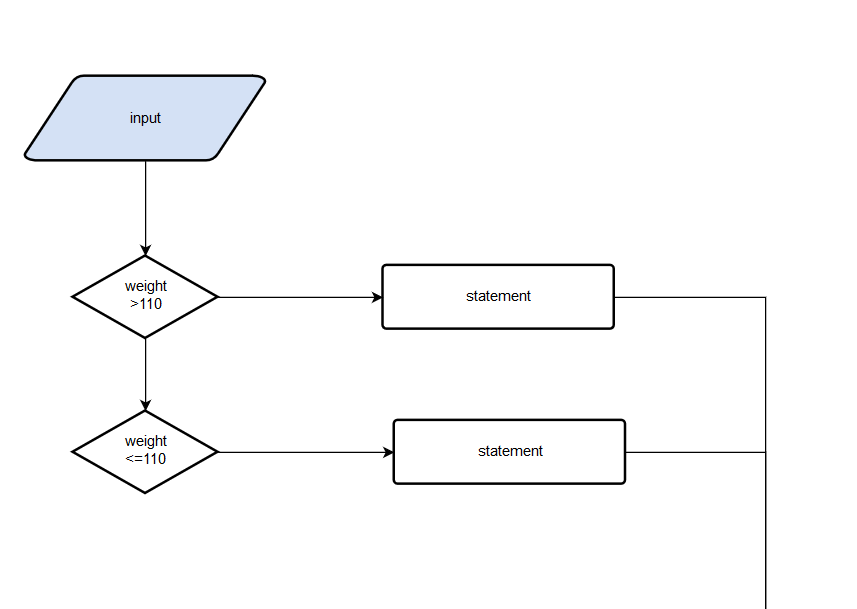 input
weight
>110
statement
weight
<=110
statement